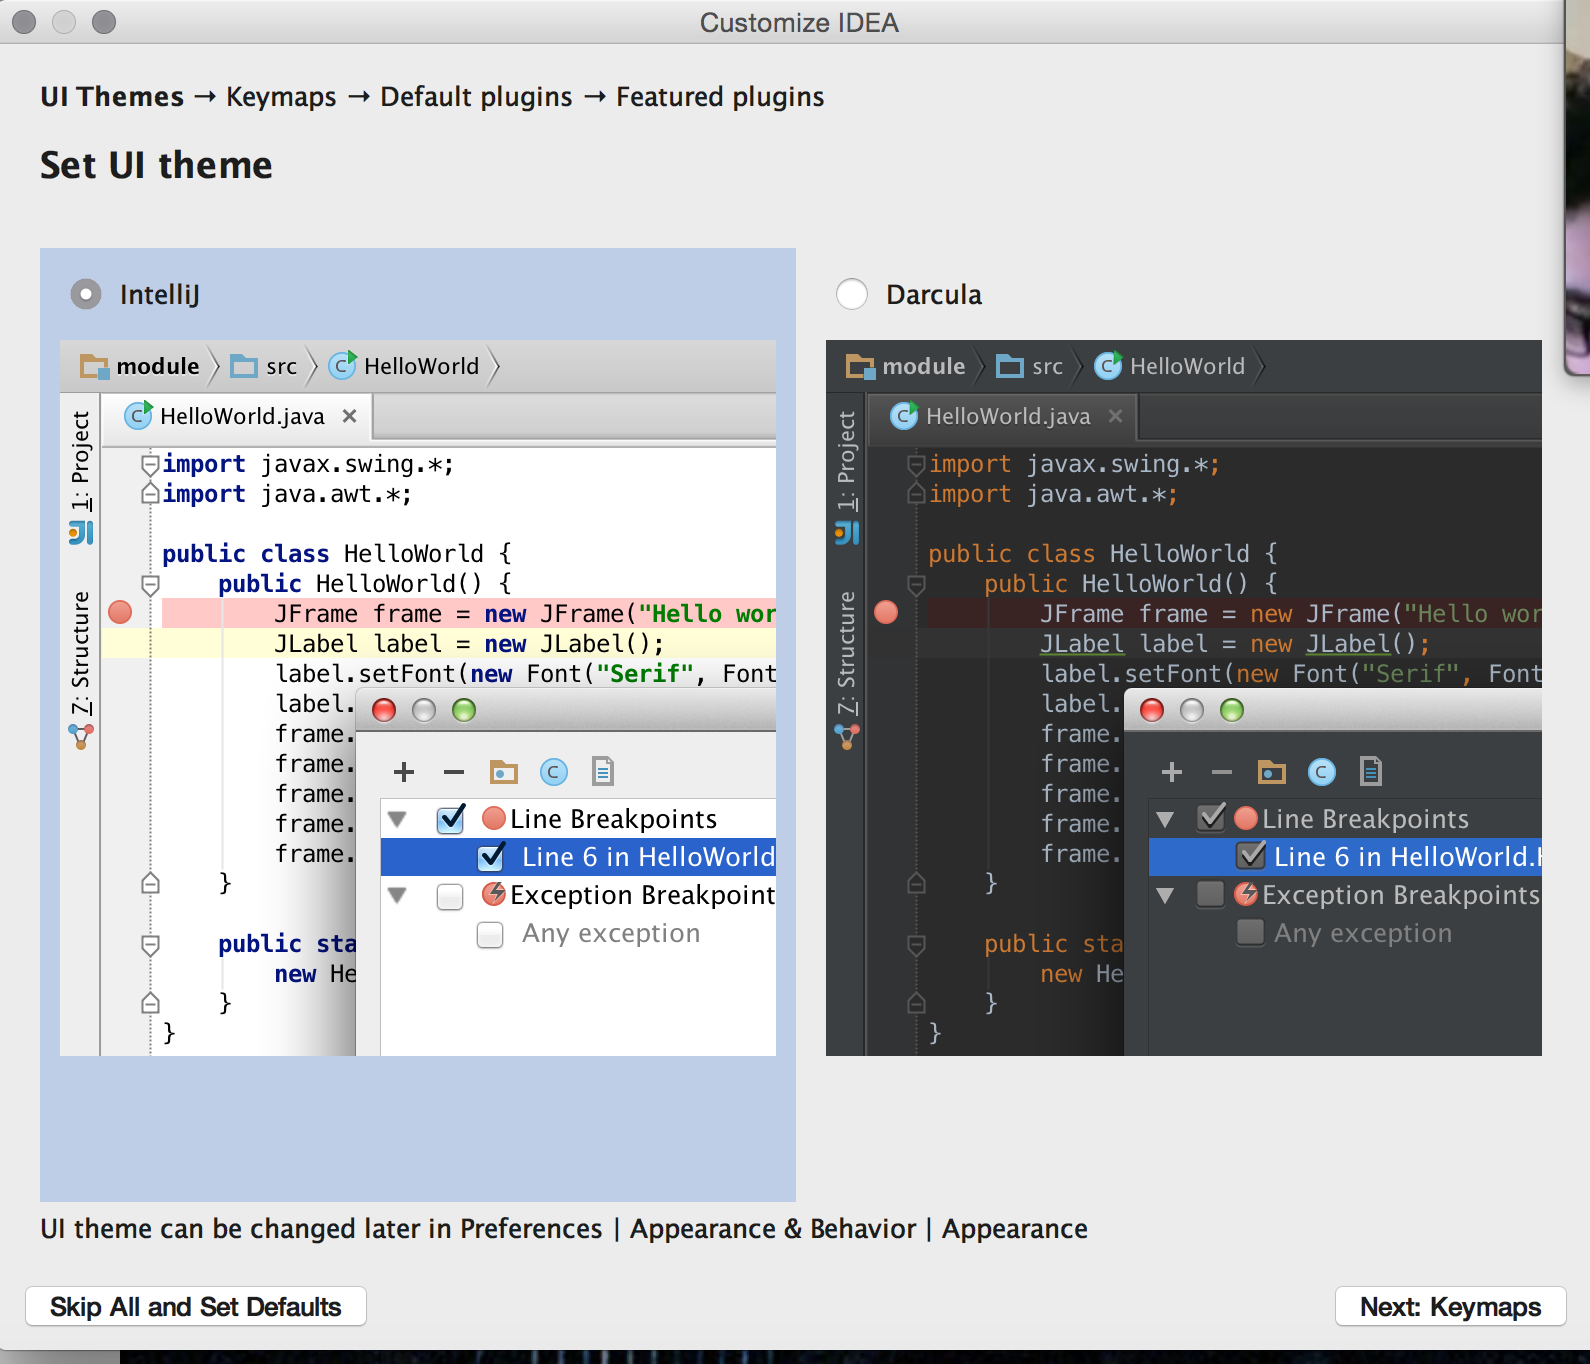 Customize IDEA
UI Themes → Keymaps → Default plugins → Featured plugins
Set UI theme
IntelliJ
module src HelloWorld
HelloWorld.java
1: Project
7: Structure
import javax.swing.*;
import java.awt.*;
public class HelloWorld {
public HelloWorld() {
JFrame frame = new JFrame("Hello wor
JLabel label = new JLabel();
label.setFont(new Font("Serif", Font
label.
frame.
frame.
frame.
frame.
frame.
}
public sta
new He
}
}
Line Breakpoints
Line 6 in HelloWorld
Exception Breakpoint
Any exception
Darcula
module src HelloWorld
HelloWorld.java
1: Project
7: Structure
import javax.swing.*;
import java.awt.*;
public class HelloWorld {
public HelloWorld() {
JFrame frame = new JFrame("Hello wor
JLabel label = new JLabel();
label.setFont(new Font("Serif", Font
label.
frame.
frame.
frame.
frame.
frame.
}
public sta
new He
}
}
Line Breakpoints
Line 6 in HelloWorld.H
Exception Breakpoints
Any exception
UI theme can be changed later in Preferences | Appearance & Behavior | Appearance
Skip All and Set Defaults
Next: Keymaps